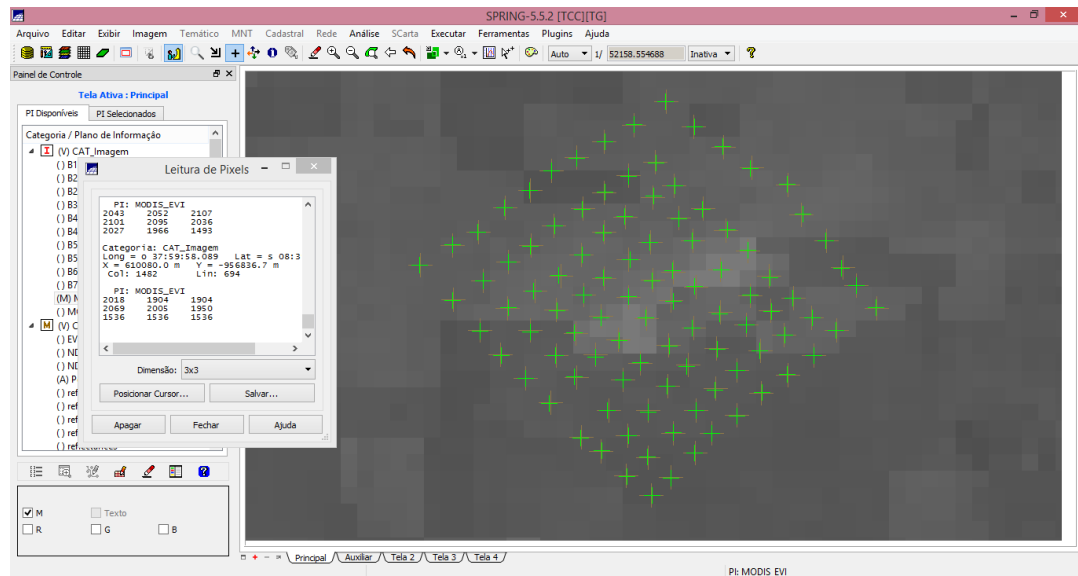 SPRING-5.5.2 [TCC][TG]
Arquivo Editar Exibir Imagem Temático MNT Cadastral Rede Análise SCarta Executar Ferramentas Plugins Ajuda
Auto 1/ 52158.554688 Inativa
Painel de Controle
Tela Ativa : Principal
PI Disponíveis PI Selecionados
Categoria / Plano de Informação
(V) CAT_Imagem
() B1
() B2
() B2
() B3
() B4
() B4
() B5
() B5
() B6
() B7
(M)
() M
(V) C
() EV
() ND
() ND
(A) P
() ref
() ref
() ref
() reflectances
Leitura de Pixels
PI: MODIS_EVI
2043 2052 2107
2101 2095 2036
2027 1966 1493
Categoria: CAT_Imagem
Long = o 37:59:58.089 Lat = s 08:3
X = 610080.0 m Y = -956836.7 m
Col: 1482 Lin: 694
PI: MODIS_EVI
2018 1904 1904
2069 2005 1950
1536 1536 1536
Dimensão: 3x3
Posicionar Cursor... Salvar...
Apagar Fechar Ajuda
M Texto
R G B
Principal Auxiliar Tela 2 Tela 3 Tela 4
PI: MODIS_EVI